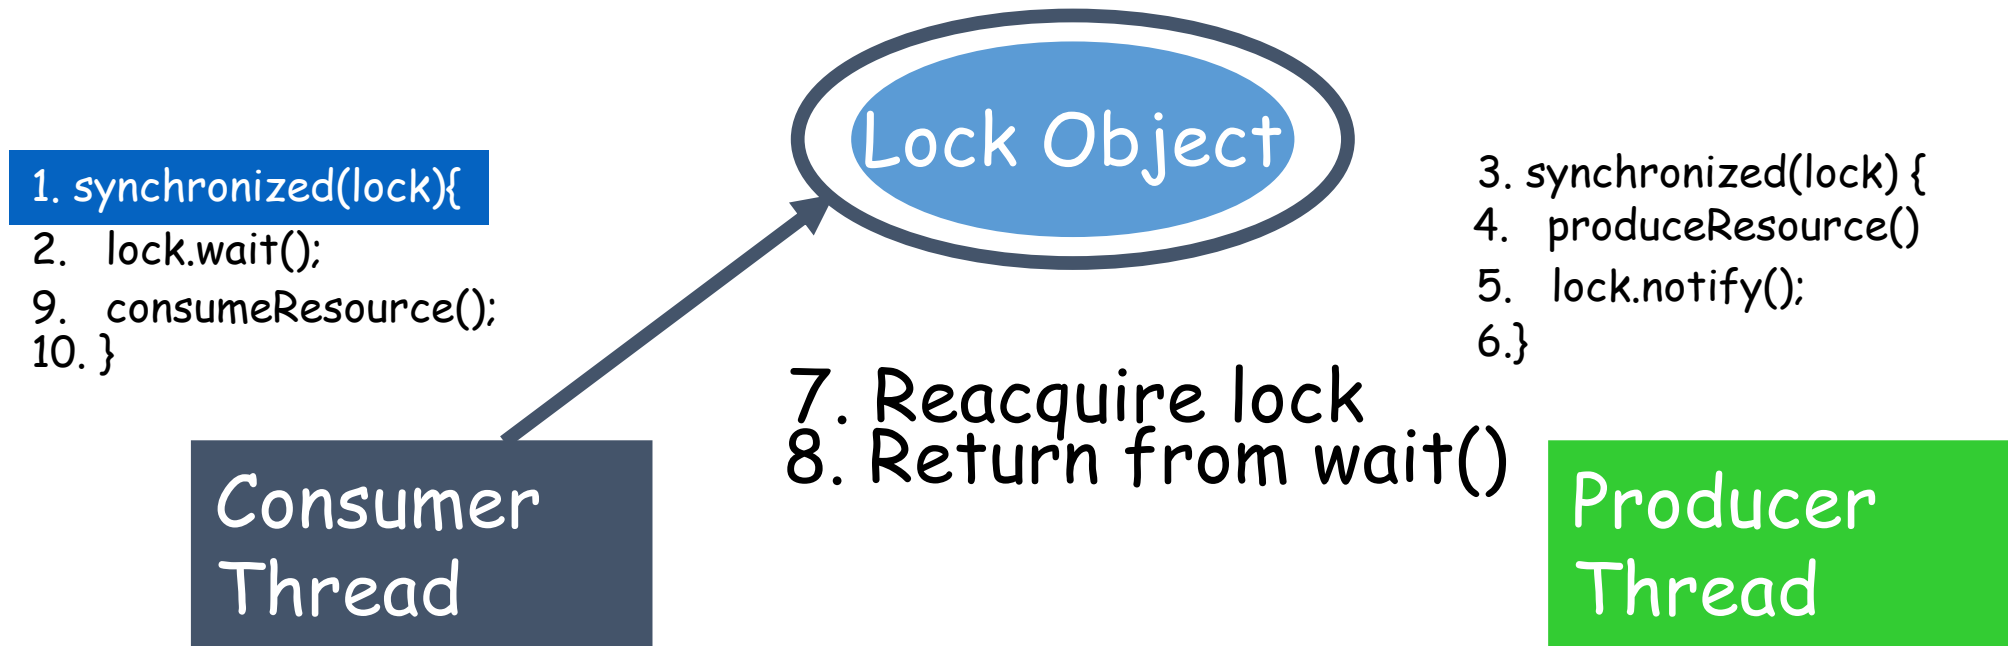 Lock Object
1. synchronized(lock){
2. lock.wait();
9. consumeResource();
10. }
3. synchronized(lock) {
4. produceResource()
5. lock.notify();
6.}
7. Reacquire lock
8. Return from wait()
Consumer
Thread
Producer
Thread